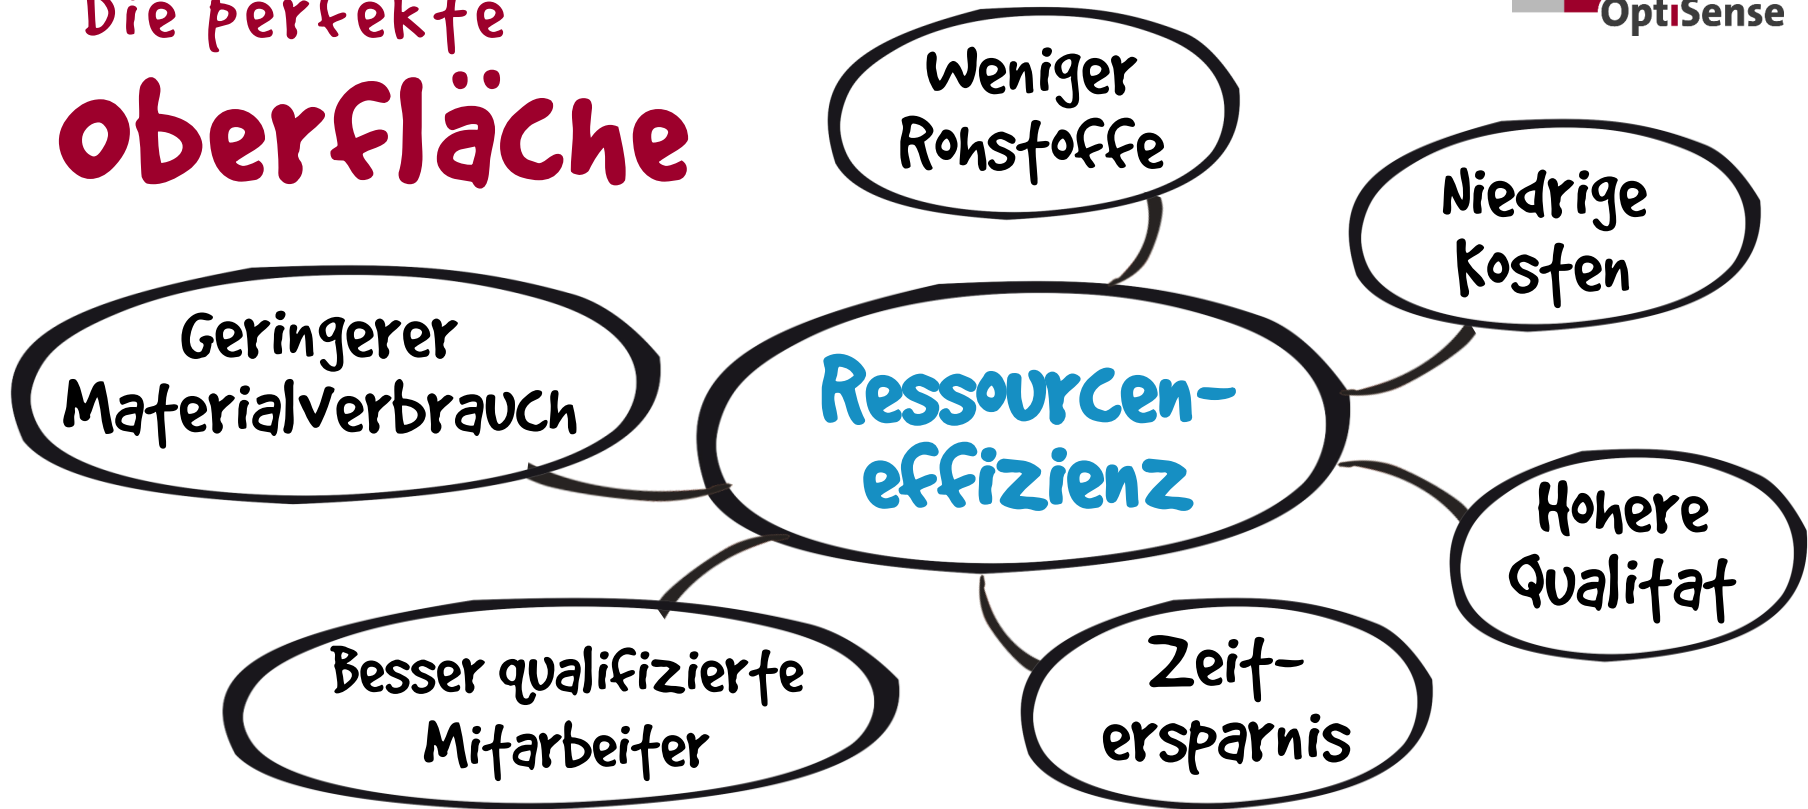 Die perfekte
oberfläche
OptiSense
Weniger
Rohstoffe
Niedrige
Kosten
Geringerer
Materialverbrauch
Ressourcen-
effizienz
Hohere
Qualitat
Besser qualifizierte
Mitarbeiter
Zeit-
ersparnis